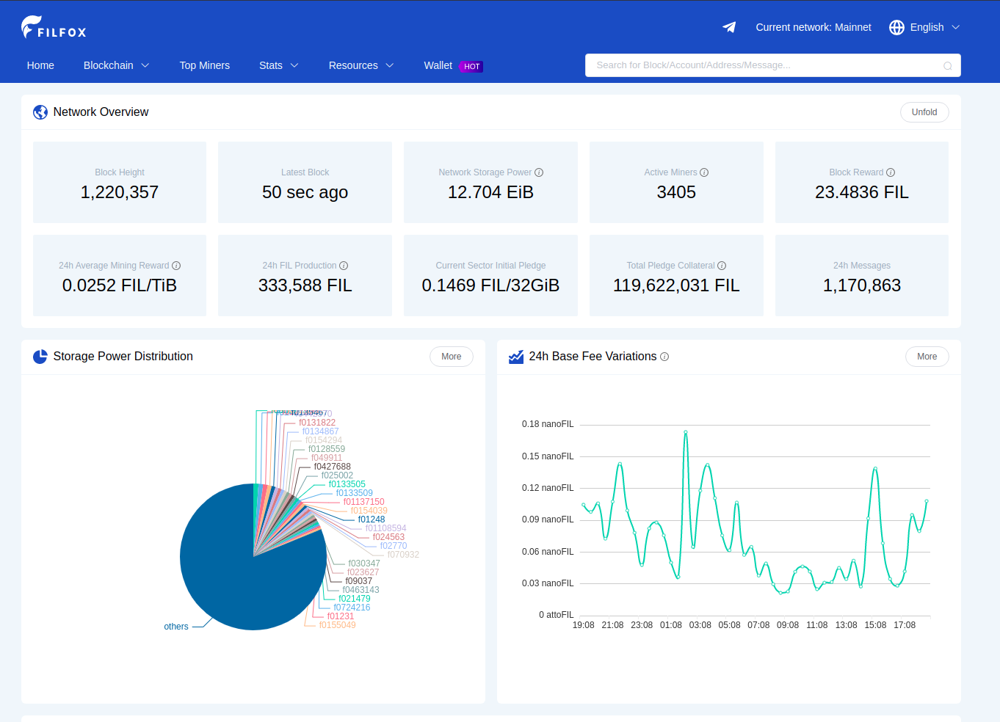 FILFOX
Current network: Mainnet
English
Home
Blockchain
Top Miners
Stats
Resources
Wallet
HOT
Search for Block/Account/Address/Message...
Network Overview
Unfold
Block Height
1,220,357
Latest Block
50 sec ago
Network Storage Power
12.704 EiB
Active Miners
3405
Block Reward
23.4836 FIL
24h Average Mining Reward
0.0252 FIL/TiB
24h FIL Production
333,588 FIL
Current Sector Initial Pledge
0.1469 FIL/32GiB
Total Pledge Collateral
119,622,031 FIL
24h Messages
1,170,863
Storage Power Distribution
More
f0131822
f0134867
f0154294
f0128559
f049911
f0427688
f025002
f0133505
f0133509
f01137150
f0154039
f01248
f01108594
f024563
f02770
f070932
f030347
f023627
f09037
f0463143
f021479
f0724216
f01231
f0155049
others
24h Base Fee Variations
More
0.18 nanoFIL
0.15 nanoFIL
0.12 nanoFIL
0.09 nanoFIL
0.06 nanoFIL
0.03 nanoFIL
0 attoFIL
19:08 21:08 23:08 01:08 03:08 05:08 07:08 09:08 11:08 13:08 15:08 17:08